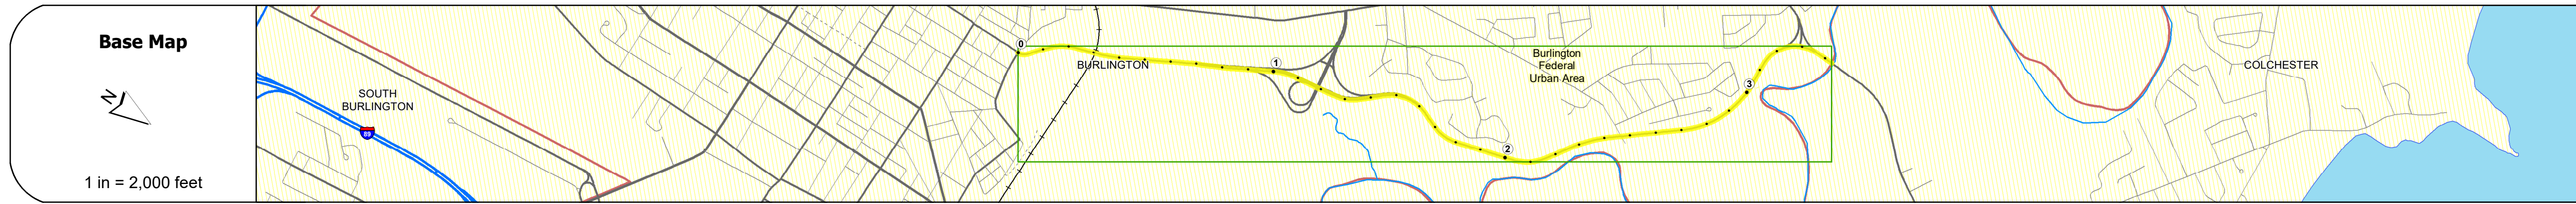 Base Map
N
1 in = 2,000 feet
SOUTH
BURLINGTON
89
0
BURLINGTON
1
Burlington
Federal
Urban Area
2
3
COLCHESTER